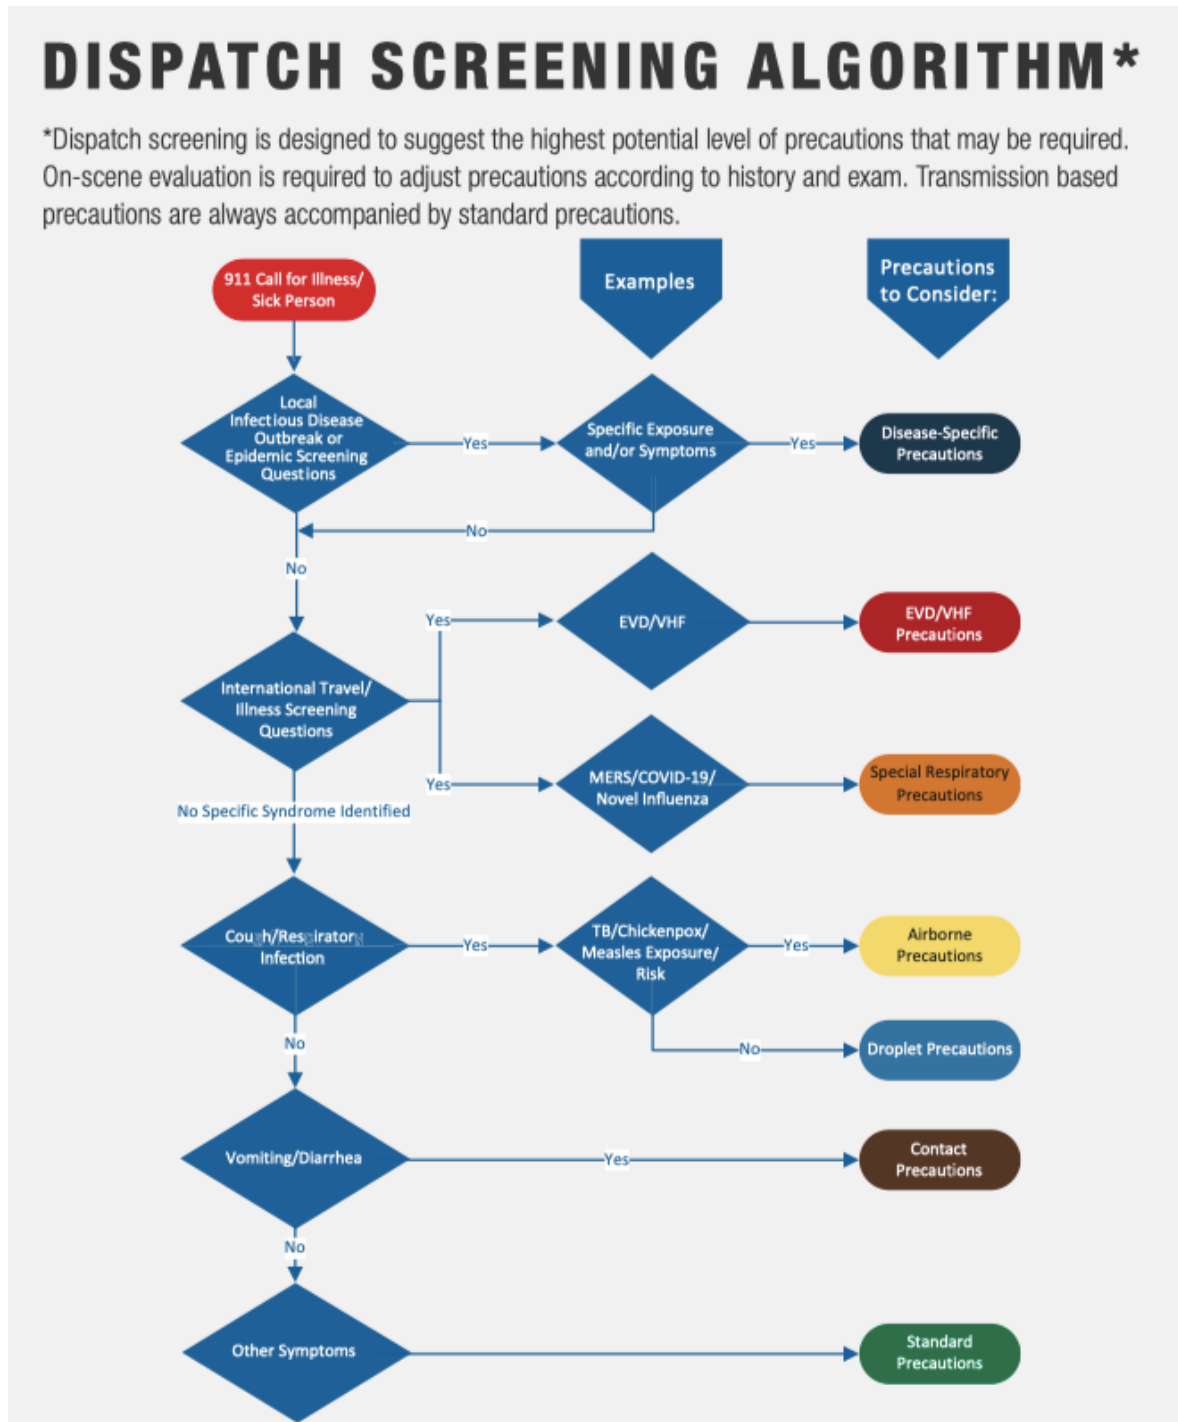 DISPATCH SCREENING ALGORITHM*
*Dispatch screening is designed to suggest the highest potential level of precautions that may be required.
On-scene evaluation is required to adjust precautions according to history and exam. Transmission based
precautions are always accompanied by standard precautions.
911 Call for Illness/
Sick Person
Examples
Precautions
to Consider:
Local
Infectious Disease
Outbreak or
Epidemic Screening
Questions
Yes
Specific Exposure
and/or Symptoms
Yes
Disease-Specific
Precautions
No
No
International Travel/
Illness Screening
Questions
Yes
EVD/VHF
EVD/VHF
Precautions
Yes
MERS/COVID-19/
Novel Influenza
Special Respiratory
Precautions
No Specific Syndrome Identified
Cough/Respiratory
Infection
Yes
TB/Chickenpox/
Measles Exposure/
Risk
Yes
Airborne
Precautions
No
Droplet Precautions
No
Vomiting/Diarrhea
Yes
Contact
Precautions
No
Other Symptoms
Standard
Precautions